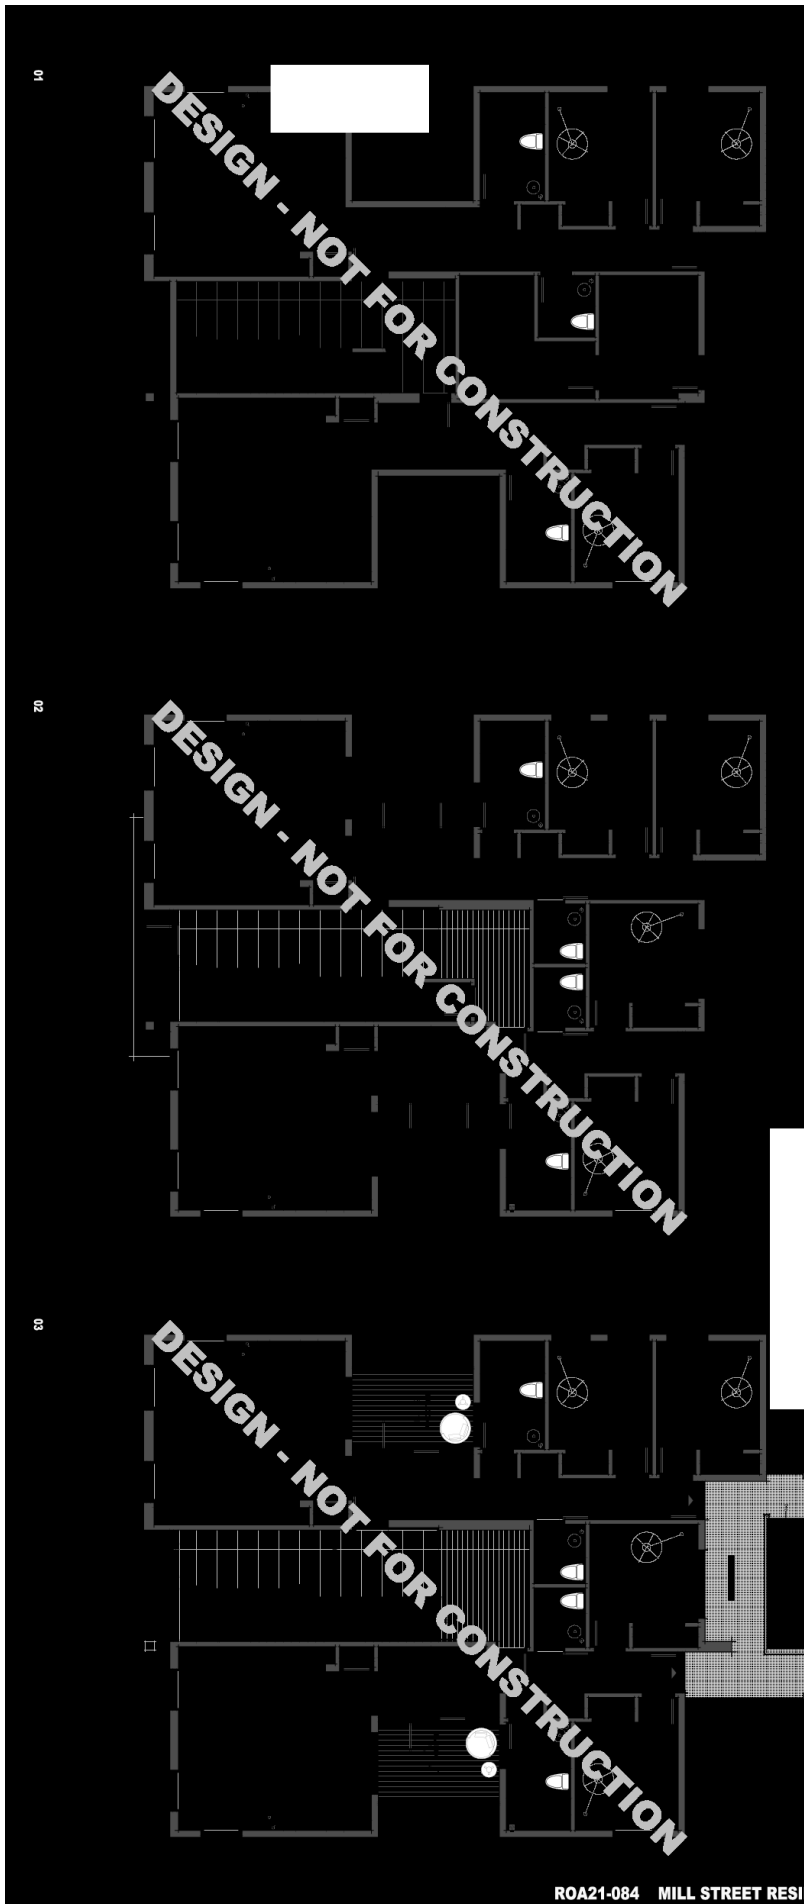 01
DESIGN - NOT FOR CONSTRUCTION
02
DESIGN - NOT FOR CONSTRUCTION
03
DESIGN - NOT FOR CONSTRUCTION
ROA21-084 MILL STREET RESI